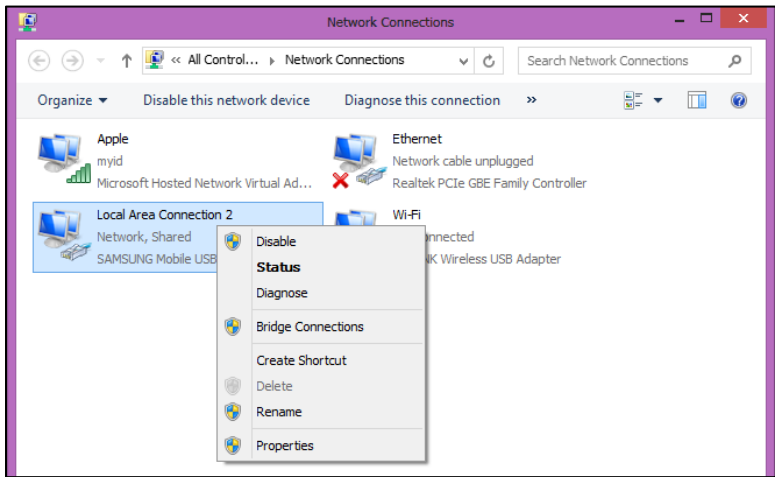 Network Connections
« All Control... ▸ Network Connections
Search Network Connections
Organize ▾ Disable this network device Diagnose this connection »
Apple
myid
Microsoft Hosted Network Virtual Ad...
Ethernet
Network cable unplugged
Realtek PCIe GBE Family Controller
Local Area Connection 2
Network, Shared
SAMSUNG Mobile USB
Wi-Fi
nnected
NK Wireless USB Adapter
Disable
Status
Diagnose
Bridge Connections
Create Shortcut
Delete
Rename
Properties